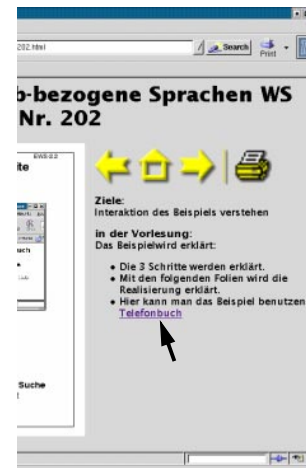 202.html
Search
Print
b-bezogene Sprachen WS
Nr. 202
EWS 2.2
ite
Ziele:
Interaktion des Beispiels verstehen
in der Vorlesung:
Das Beispielwird erklärt:
• Die 3 Schritte werden erklärt.
• Mit den folgenden Folien wird die
Realisierung erklärt.
• Hier kann man das Beispiel benutzen
Telefonbuch
uch
Suche